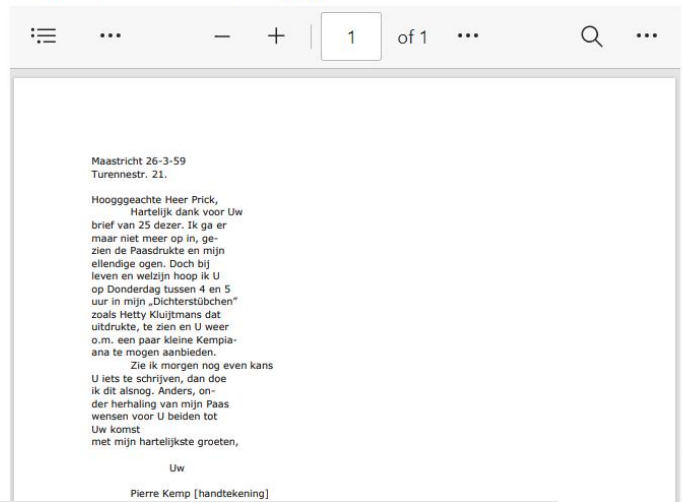 1 of 1
Maastricht 26-3-59
Turennestr. 21.
Hoogggeachte Heer Prick,
Hartelijk dank voor Uw
brief van 25 dezer. Ik ga er
maar niet meer op in, ge-
zien de Paasdrukte en mijn
ellendige ogen. Doch bij
leven en welzijn hoop ik U
op Donderdag tussen 4 en 5
uur in mijn „Dichterstübchen”
zoals Hetty Kluijtmans dat
uitdrukte, te zien en U weer
o.m. een paar kleine Kempia-
ana te mogen aanbieden.
Zie ik morgen nog even kans
U iets te schrijven, dan doe
ik dit alsnog. Anders, on-
der herhaling van mijn Paas
wensen voor U beiden tot
Uw komst
met mijn hartelijkste groeten,
Uw
Pierre Kemp [handtekening]